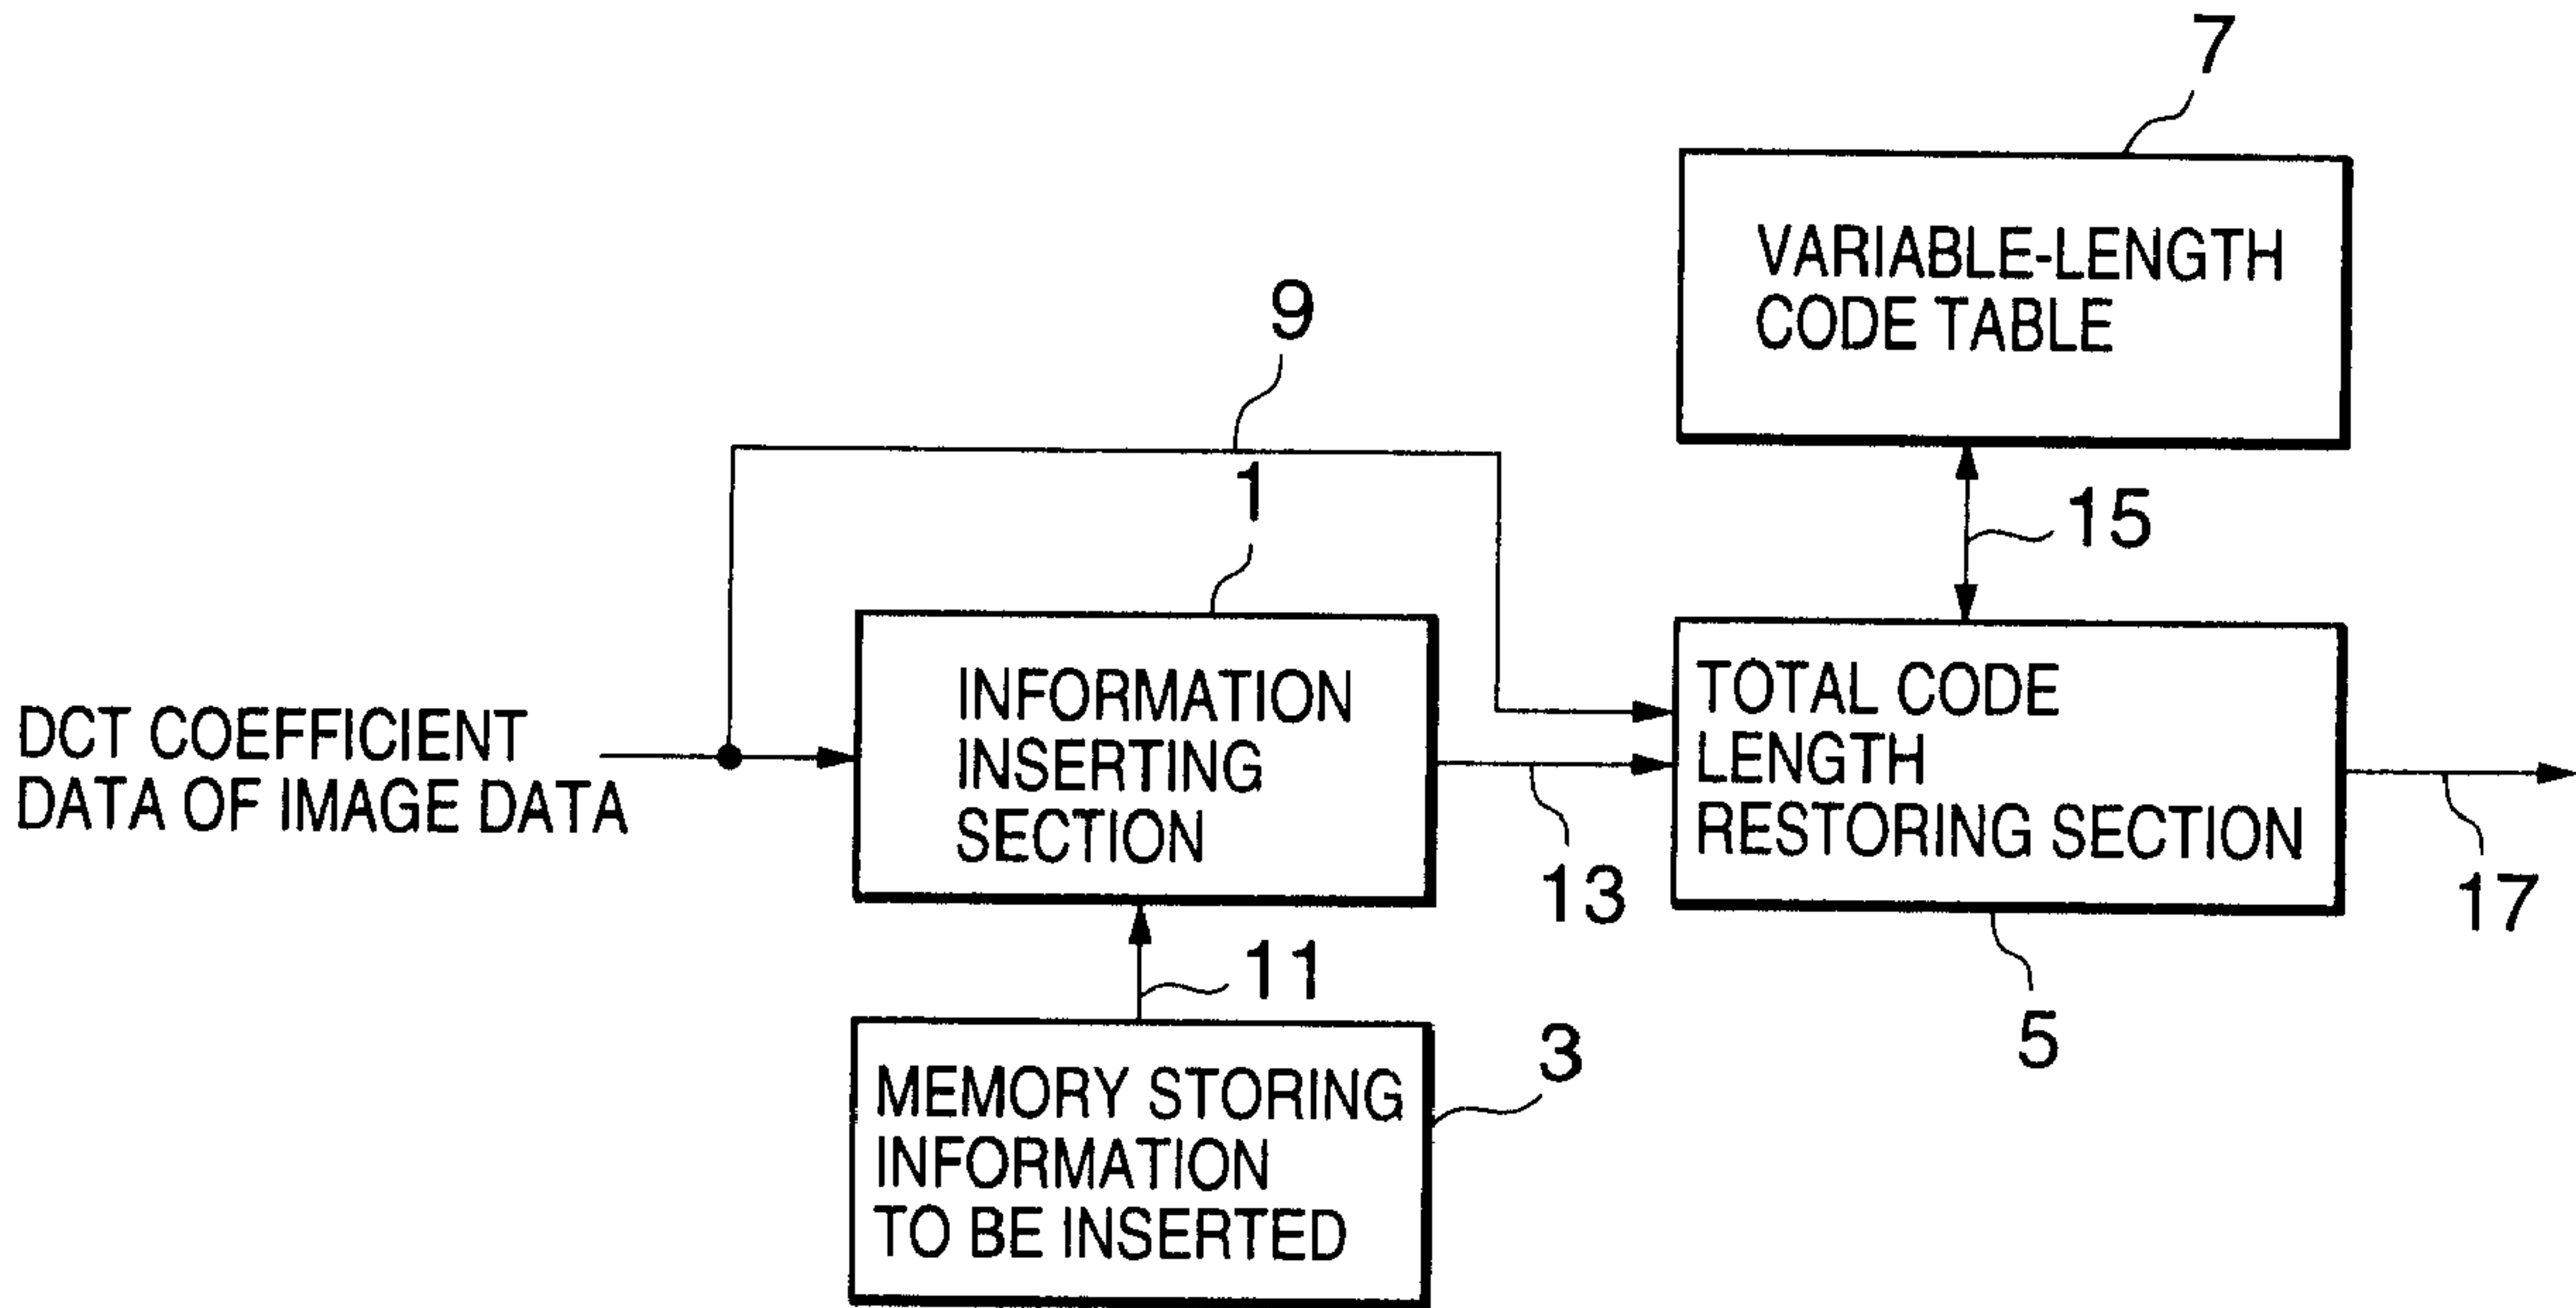 7
VARIABLE-LENGTH
CODE TABLE
9
1
15
DCT COEFFICIENT
DATA OF IMAGE DATA
INFORMATION
INSERTING
SECTION
TOTAL CODE
LENGTH
RESTORING SECTION
13
17
11
5
3
MEMORY STORING
INFORMATION
TO BE INSERTED